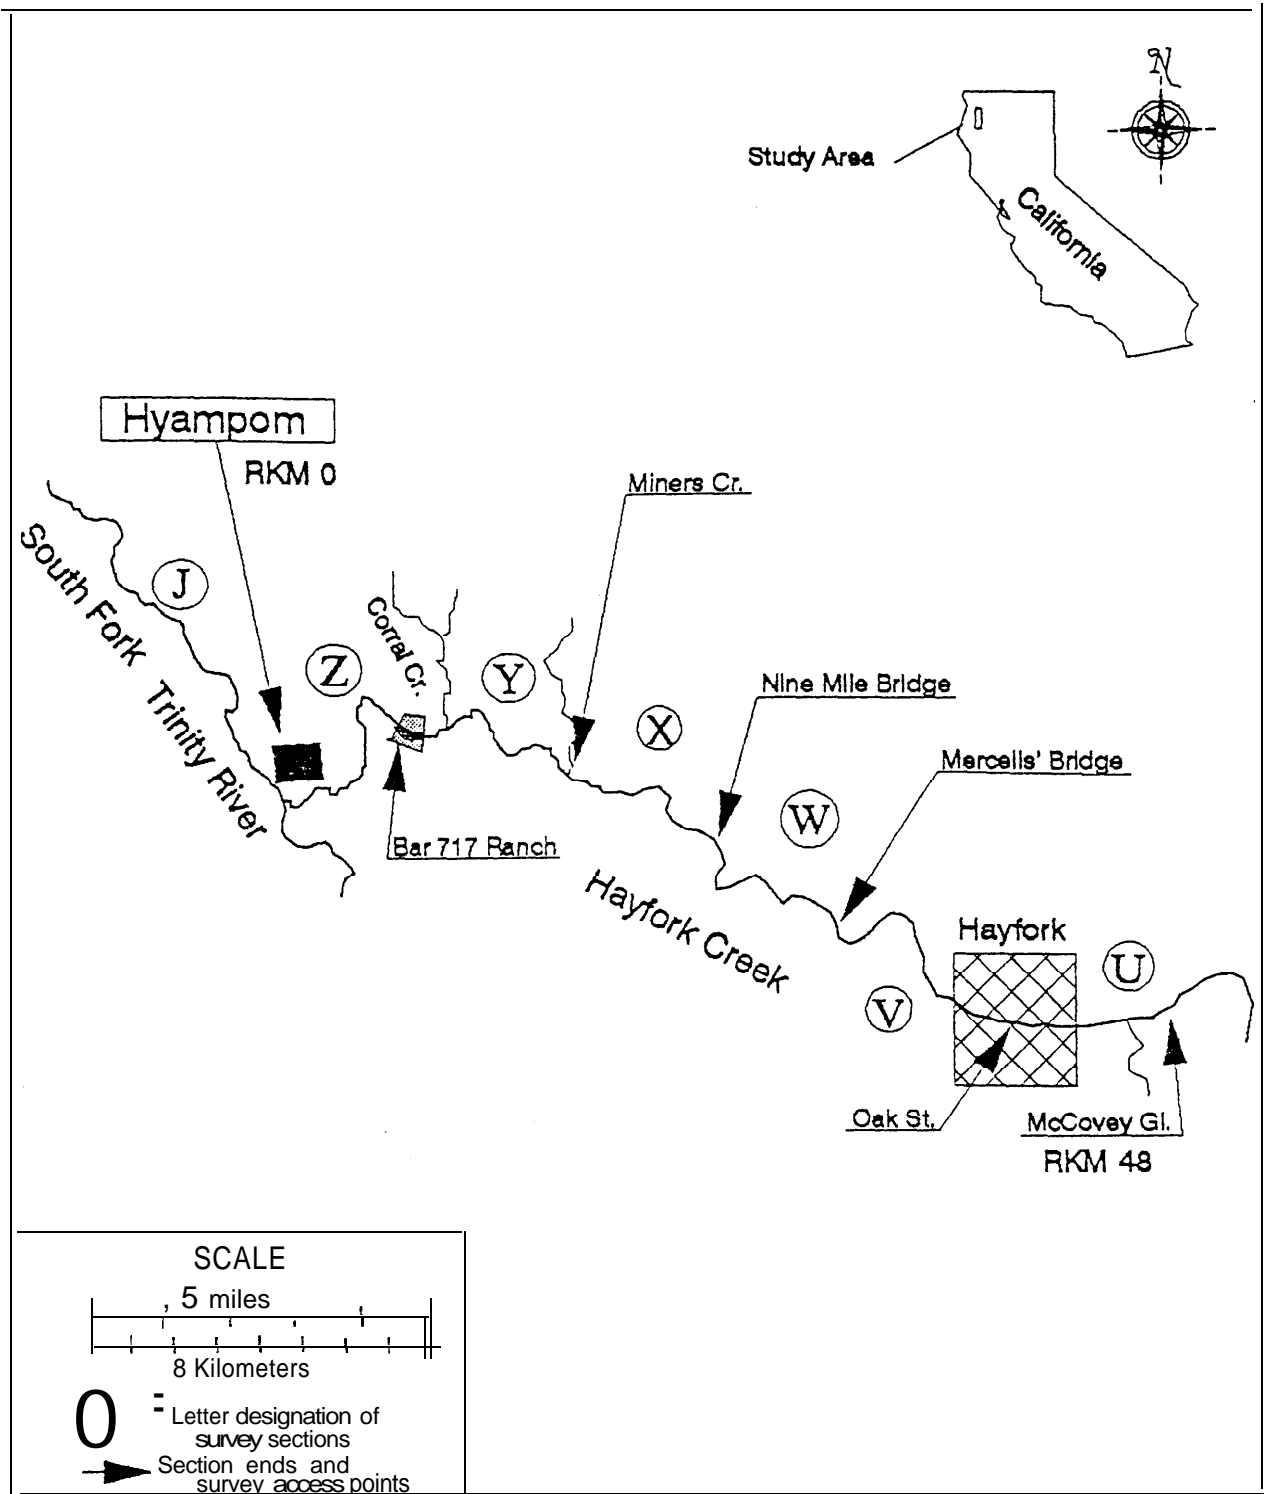 N
Study Area
California
Hyampom
RKM 0
Miners Cr.
South Fork Trinity River
J
Z
Corral Cr.
Y
X
Nine Mile Bridge
W
Mercells' Bridge
Bar 717 Ranch
Hayfork Creek
Hayfork
U
V
Oak St.
McCovey Gl.
RKM 48
SCALE
, 5 miles
8 Kilometers
0 = Letter designation of
survey sections
Section ends and
survey access points